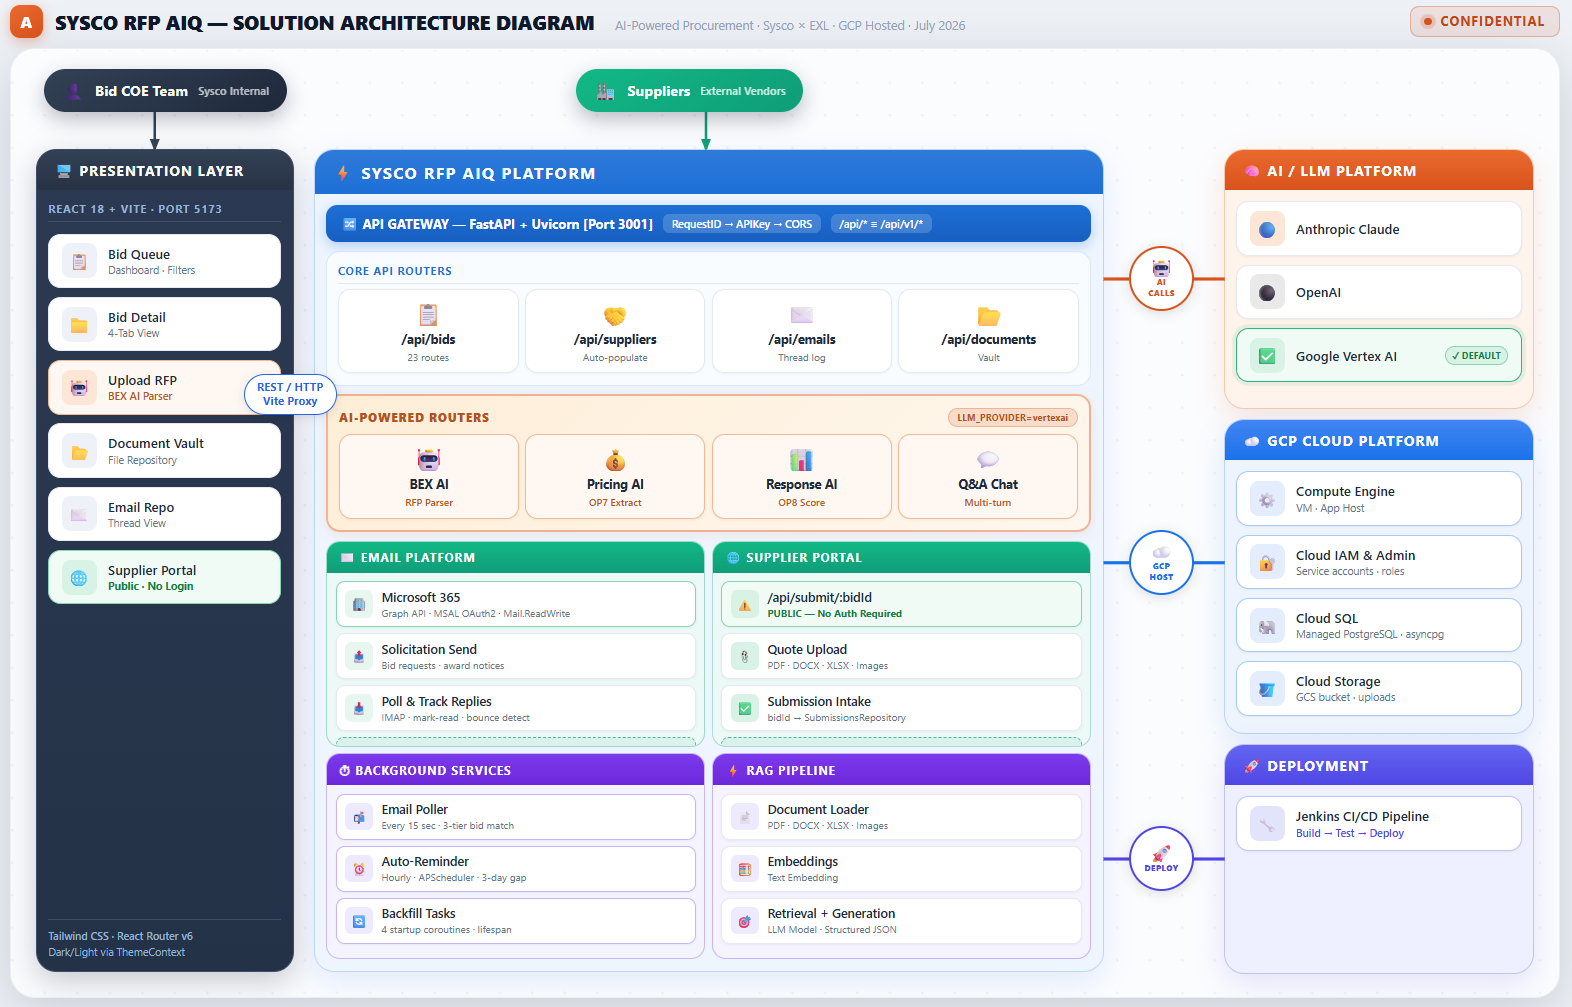 A
SYSCO RFP AIQ — SOLUTION ARCHITECTURE DIAGRAM
AI-Powered Procurement · Sysco × EXL · GCP Hosted · July 2026
CONFIDENTIAL
Bid COE Team Sysco Internal
Suppliers External Vendors
PRESENTATION LAYER
REACT 18 + VITE · PORT 5173
Bid Queue
Dashboard · Filters
Bid Detail
4-Tab View
Upload RFP
BEX AI Parser
Document Vault
File Repository
Email Repo
Thread View
Supplier Portal
Public · No Login
Tailwind CSS · React Router v6
Dark/Light via ThemeContext
REST / HTTP
Vite Proxy
SYSCO RFP AIQ PLATFORM
API GATEWAY — FastAPI + Uvicorn [Port 3001] RequestID → APIKey → CORS /api/* ≡ /api/v1/*
CORE API ROUTERS
/api/bids
23 routes
/api/suppliers
Auto-populate
/api/emails
Thread log
/api/documents
Vault
AI-POWERED ROUTERS
LLM_PROVIDER=vertexai
BEX AI
RFP Parser
Pricing AI
OP7 Extract
Response AI
OP8 Score
Q&A Chat
Multi-turn
EMAIL PLATFORM
Microsoft 365
Graph API · MSAL OAuth2 · Mail.ReadWrite
Solicitation Send
Bid requests · award notices
Poll & Track Replies
IMAP · mark-read · bounce detect
SUPPLIER PORTAL
/api/submit/:bidId
PUBLIC — No Auth Required
Quote Upload
PDF · DOCX · XLSX · Images
Submission Intake
bidId → SubmissionsRepository
BACKGROUND SERVICES
Email Poller
Every 15 sec · 3-tier bid match
Auto-Reminder
Hourly · APScheduler · 3-day gap
Backfill Tasks
4 startup coroutines · lifespan
RAG PIPELINE
Document Loader
PDF · DOCX · XLSX · Images
Embeddings
Text Embedding
Retrieval + Generation
LLM Model · Structured JSON
AI
CALLS
GCP
HOST
DEPLOY
AI / LLM PLATFORM
Anthropic Claude
OpenAI
Google Vertex AI
✓ DEFAULT
GCP CLOUD PLATFORM
Compute Engine
VM · App Host
Cloud IAM & Admin
Service accounts · roles
Cloud SQL
Managed PostgreSQL · asyncpg
Cloud Storage
GCS bucket · uploads
DEPLOYMENT
Jenkins CI/CD Pipeline
Build → Test → Deploy